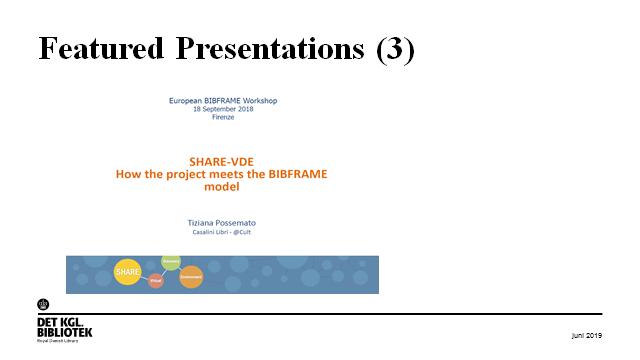 Featured Presentations (3)
European BIBFRAME Workshop
18 September 2018
Firenze
SHARE-VDE
How the project meets the BIBFRAME
model
Tiziana Possemato
Casalini Libri - @Cult
SHARE
Virtual
Discovery
Environment
DET KGL.
BIBLIOTEK
Royal Danish Library
juni 2019